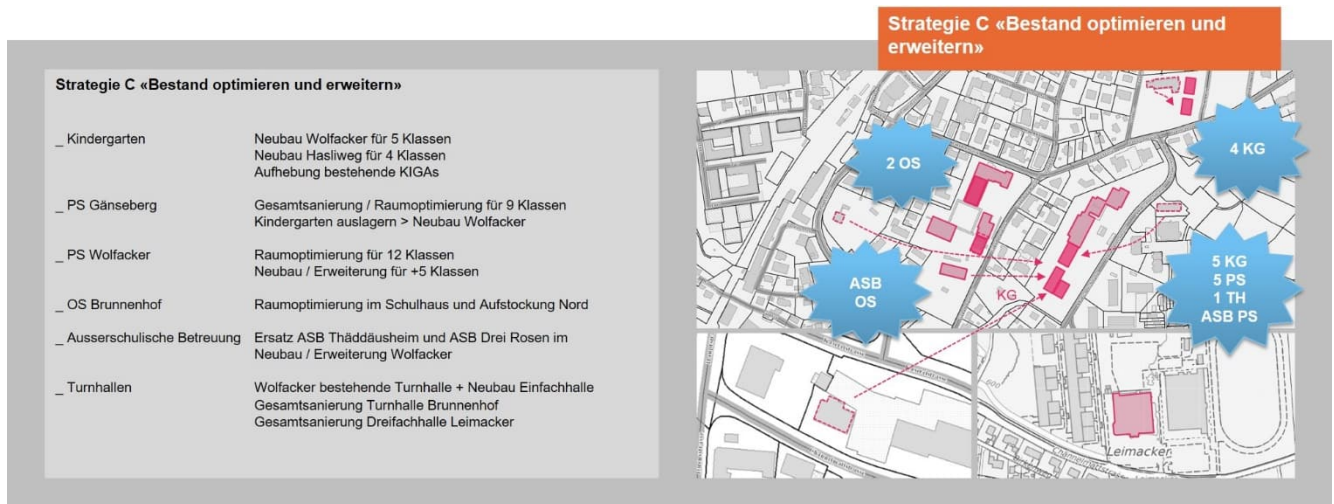 Strategie C «Bestand optimieren und
erweitern»
Strategie C «Bestand optimieren und erweitern»
_ Kindergarten Neubau Wolfacker für 5 Klassen
Neubau Hasliweg für 4 Klassen
Aufhebung bestehende KIGAs
_ PS Gänseberg Gesamtsanierung / Raumoptimierung für 9 Klassen
Kindergarten auslagern > Neubau Wolfacker
_ PS Wolfacker Raumoptimierung für 12 Klassen
Neubau / Erweiterung für +5 Klassen
_ OS Brunnenhof Raumoptimierung im Schulhaus und Aufstockung Nord
_ Ausserschulische Betreuung Ersatz ASB Thäddäusheim und ASB Drei Rosen im
Neubau / Erweiterung Wolfacker
_ Turnhallen Wolfacker bestehende Turnhalle + Neubau Einfachhalle
Gesamtsanierung Turnhalle Brunnenhof
Gesamtsanierung Dreifachhalle Leimacker
2 OS
4 KG
ASB
OS
KG
5 KG
5 PS
1 TH
ASB PS
Leimacker